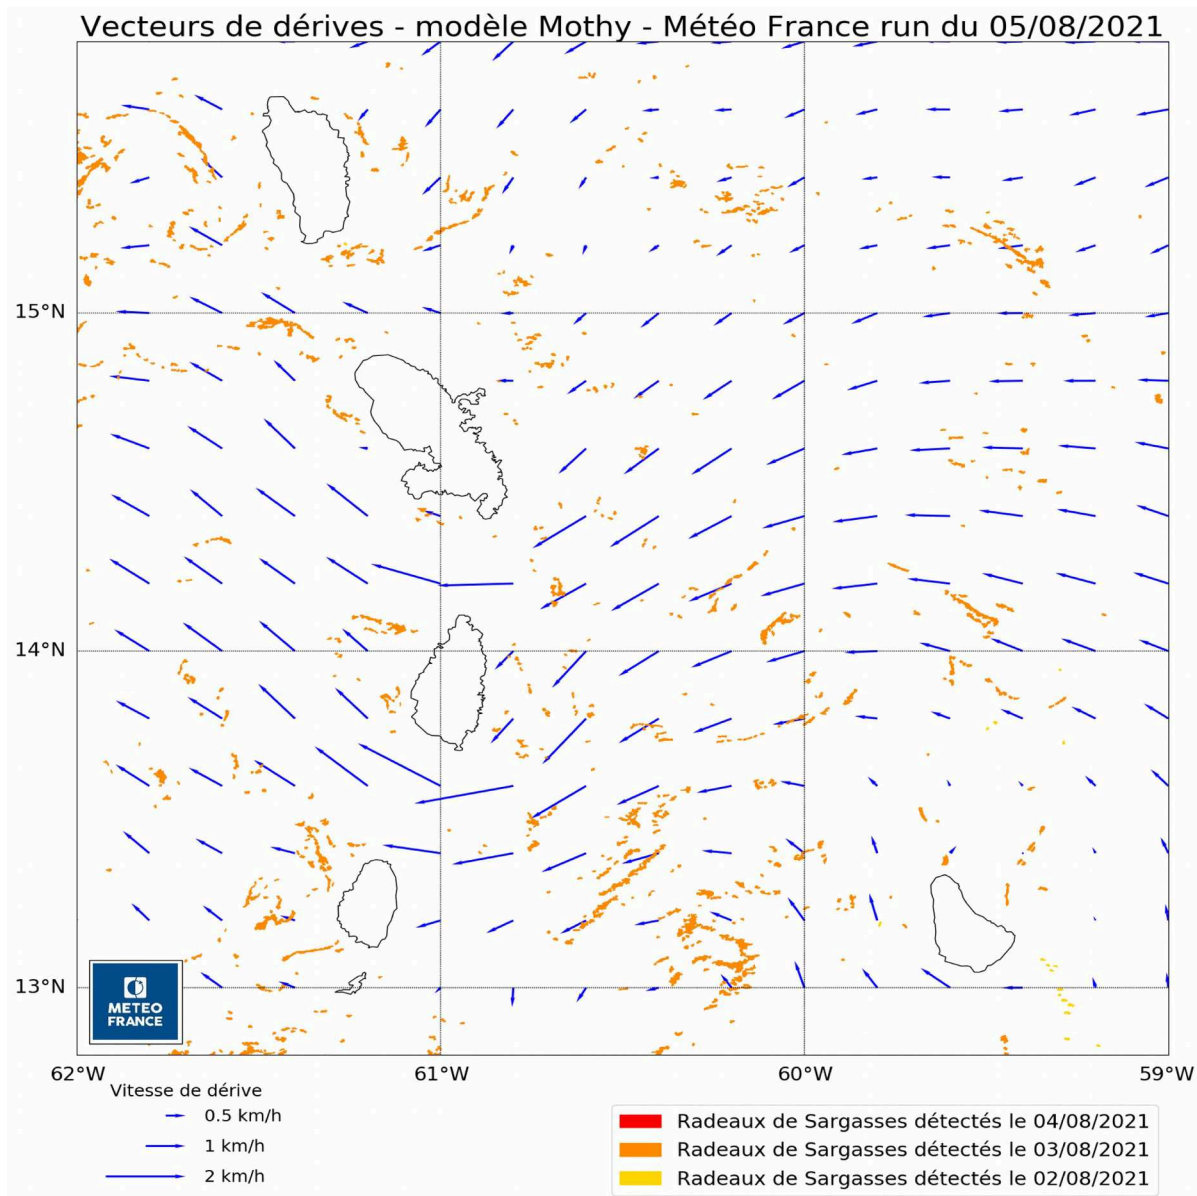 Vecteurs de dérives - modèle Mothy - Météo France run du 05/08/2021
15°N
14°N
13°N
METEO
FRANCE
62°W
61°W
60°W
59°W
Vitesse de dérive
0.5 km/h
1 km/h
2 km/h
Radeaux de Sargasses détectés le 04/08/2021
Radeaux de Sargasses détectés le 03/08/2021
Radeaux de Sargasses détectés le 02/08/2021